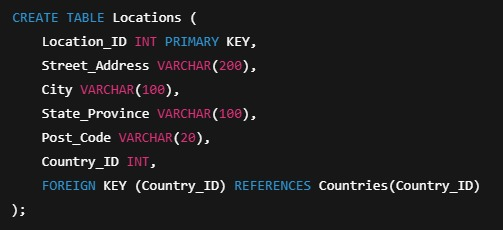 CREATE TABLE Locations (
    Location_ID INT PRIMARY KEY,
    Street_Address VARCHAR(200),
    City VARCHAR(100),
    State_Province VARCHAR(100),
    Post_Code VARCHAR(20),
    Country_ID INT,
    FOREIGN KEY (Country_ID) REFERENCES Countries(Country_ID)
);